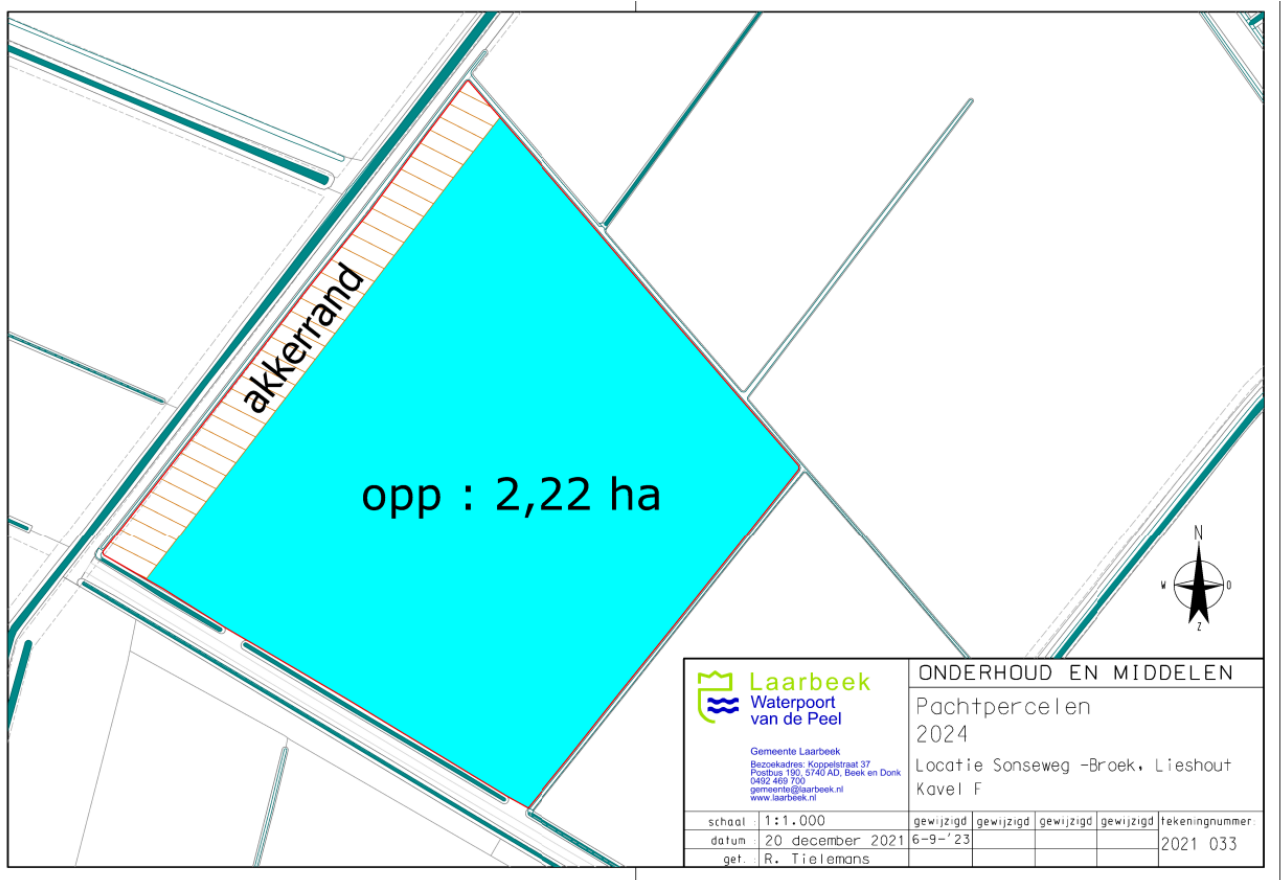 akkerrand
opp : 2,22 ha
N
W
O
Z
Laarbeek
Waterpoort
van de Peel
Gemeente Laarbeek
Bezoekadres: Koppelstraat 37
Postbus 190, 5740 AD, Beek en Donk
0492 469 700
gemeente@laarbeek.nl
www.laarbeek.nl
ONDERHOUD EN MIDDELEN
Pachtpercelen
2024
Locatie Sonseweg -Broek, Lieshout
Kavel F
schaal : 1:1.000
datum : 20 december 2021
get. : R. Tielemans
gewijzigd gewijzigd gewijzigd gewijzigd
6-9-'23
tekeningnummer:
2021 033